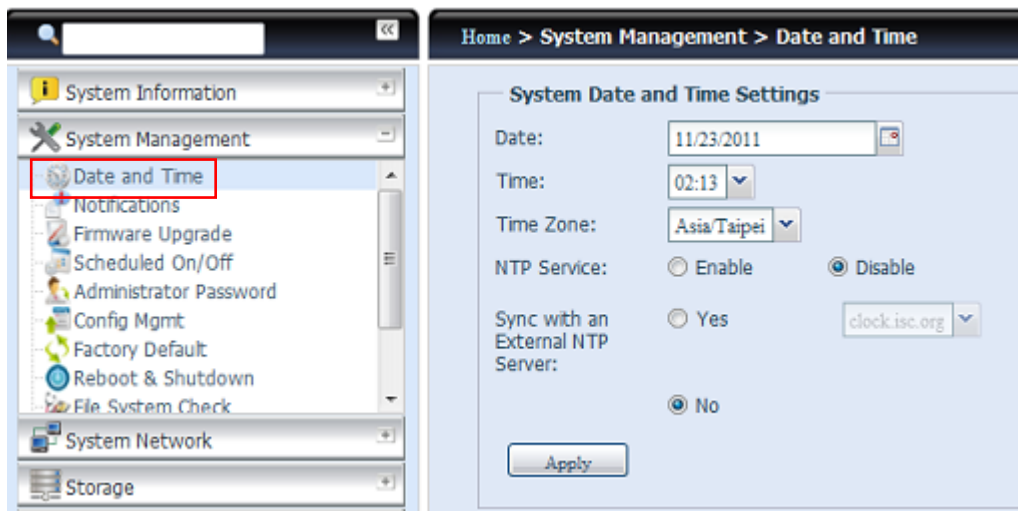 Home > System Management > Date and Time
System Information
System Management
Date and Time
Notifications
Firmware Upgrade
Scheduled On/Off
Administrator Password
Config Mgmt
Factory Default
Reboot & Shutdown
File System Check
System Network
Storage
System Date and Time Settings
Date: 11/23/2011
Time: 02:13
Time Zone: Asia/Taipei
NTP Service: Enable Disable
Sync with an Yes clock.isc.org
External NTP
Server:
No
Apply